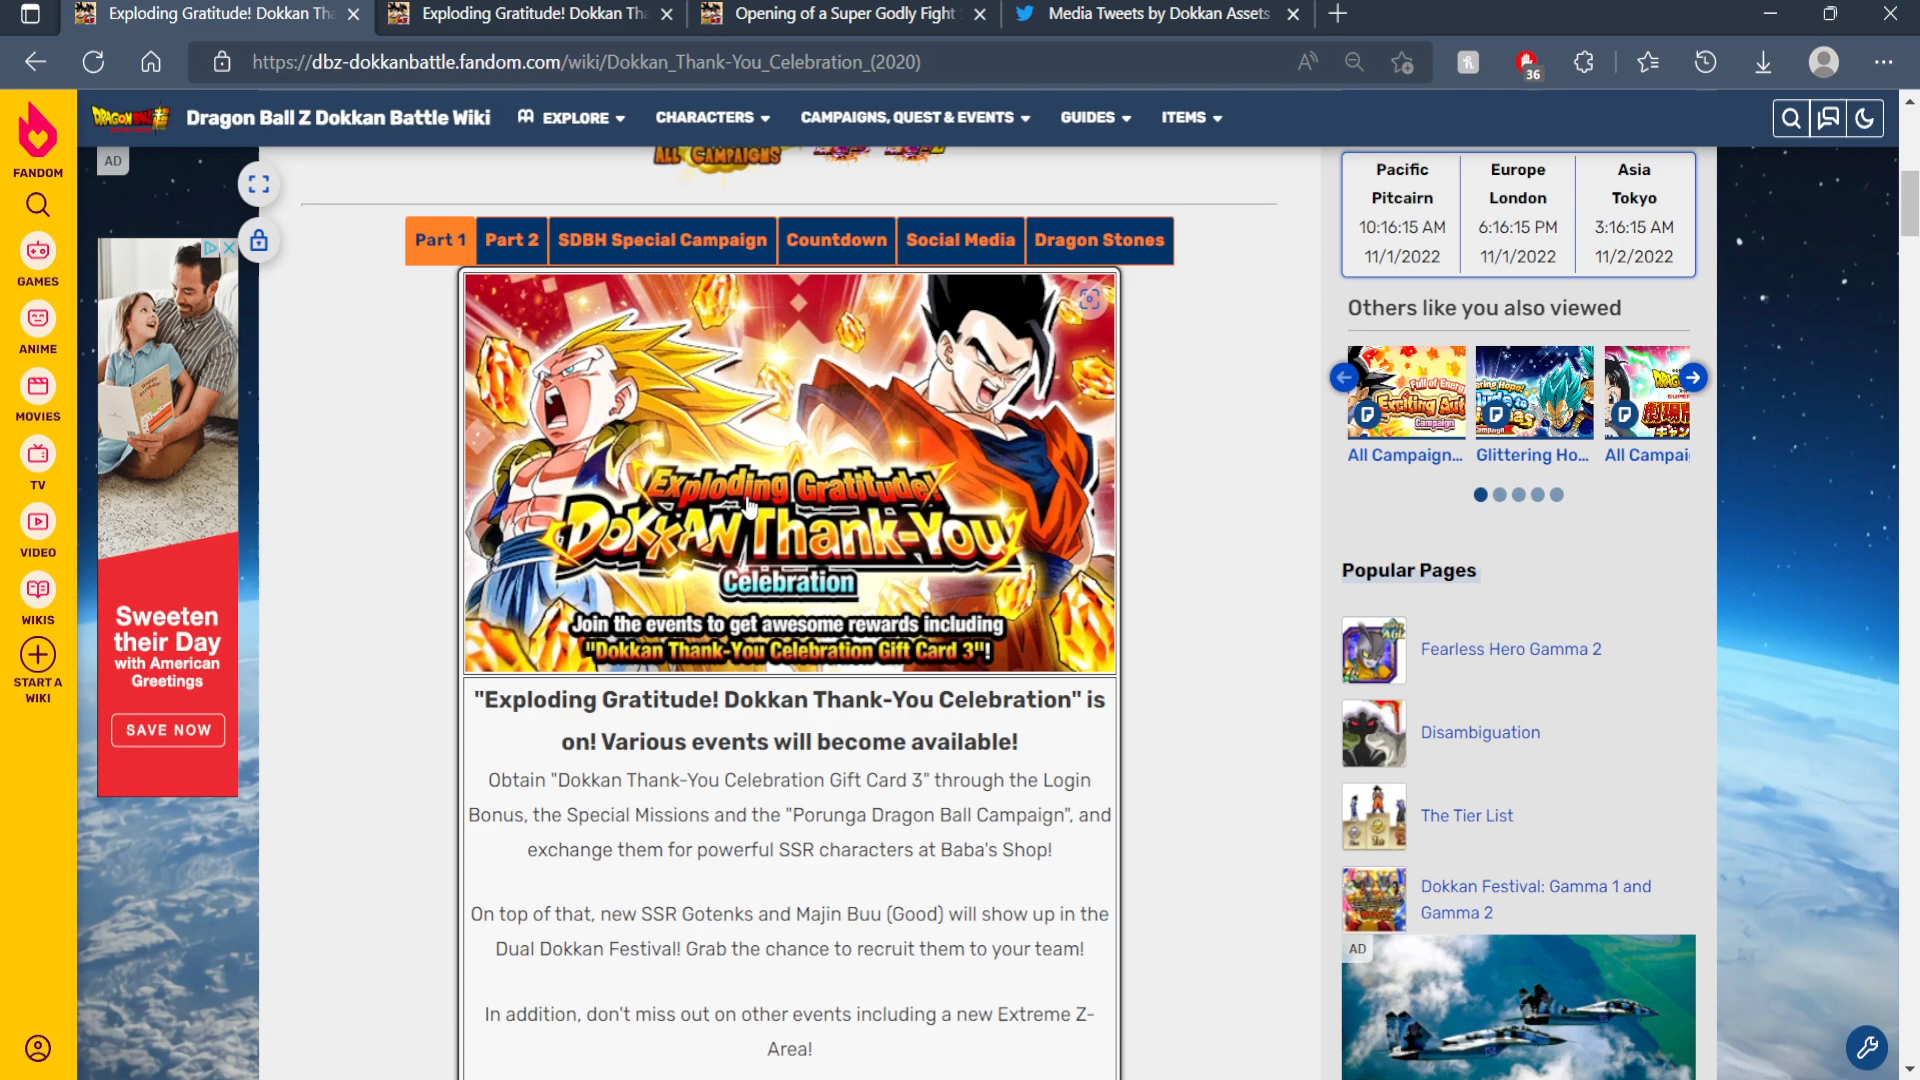 Exploding Gratitude! Dokkan Th
Exploding Gratitude! Dokkan Tha
Opening of a Super Godly Fight
Media Tweets by Dokkan Assets
https://dbz-dokkanbattle.fandom.com/wiki/Dokkan_Thank-You_Celebration_(2020)
36
FANDOM
GAMES
ANIME
MOVIES
TV
VIDEO
WIKIS
START A
WIKI
Dragon Ball Z Dokkan Battle Wiki
EXPLORE
CHARACTERS
CAMPAIGNS, QUEST & EVENTS
GUIDES
ITEMS
AD
Sweeten
their Day
with American
Greetings
SAVE NOW
ALL CAMPAIGNS
Part 1
Part 2
SDBH Special Campaign
Countdown
Social Media
Dragon Stones
Exploding Gratitude!
DOKKAN Thank-You
Celebration
Join the events to get awesome rewards including
"Dokkan Thank-You Celebration Gift Card 3"!
"Exploding Gratitude! Dokkan Thank-You Celebration" is
on! Various events will become available!
Obtain "Dokkan Thank-You Celebration Gift Card 3" through the Login
Bonus, the Special Missions and the "Porunga Dragon Ball Campaign", and
exchange them for powerful SSR characters at Baba's Shop!
On top of that, new SSR Gotenks and Majin Buu (Good) will show up in the
Dual Dokkan Festival! Grab the chance to recruit them to your team!
In addition, don't miss out on other events including a new Extreme Z-
Area!
Pacific
Pitcairn
10:16:15 AM
11/1/2022
Europe
London
6:16:15 PM
11/1/2022
Asia
Tokyo
3:16:15 AM
11/2/2022
Others like you also viewed
All Campaign...
Glittering Ho...
All Campai
Popular Pages
Fearless Hero Gamma 2
Disambiguation
The Tier List
Dokkan Festival: Gamma 1 and
Gamma 2
AD